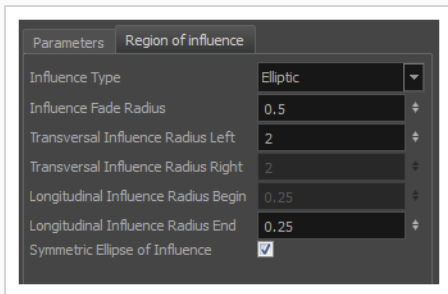 Parameters Region of influence
Influence Type Elliptic
Influence Fade Radius 0.5
Transversal Influence Radius Left 2
Transversal Influence Radius Right 2
Longitudinal Influence Radius Begin 0.25
Longitudinal Influence Radius End 0.25
Symmetric Ellipse of Influence